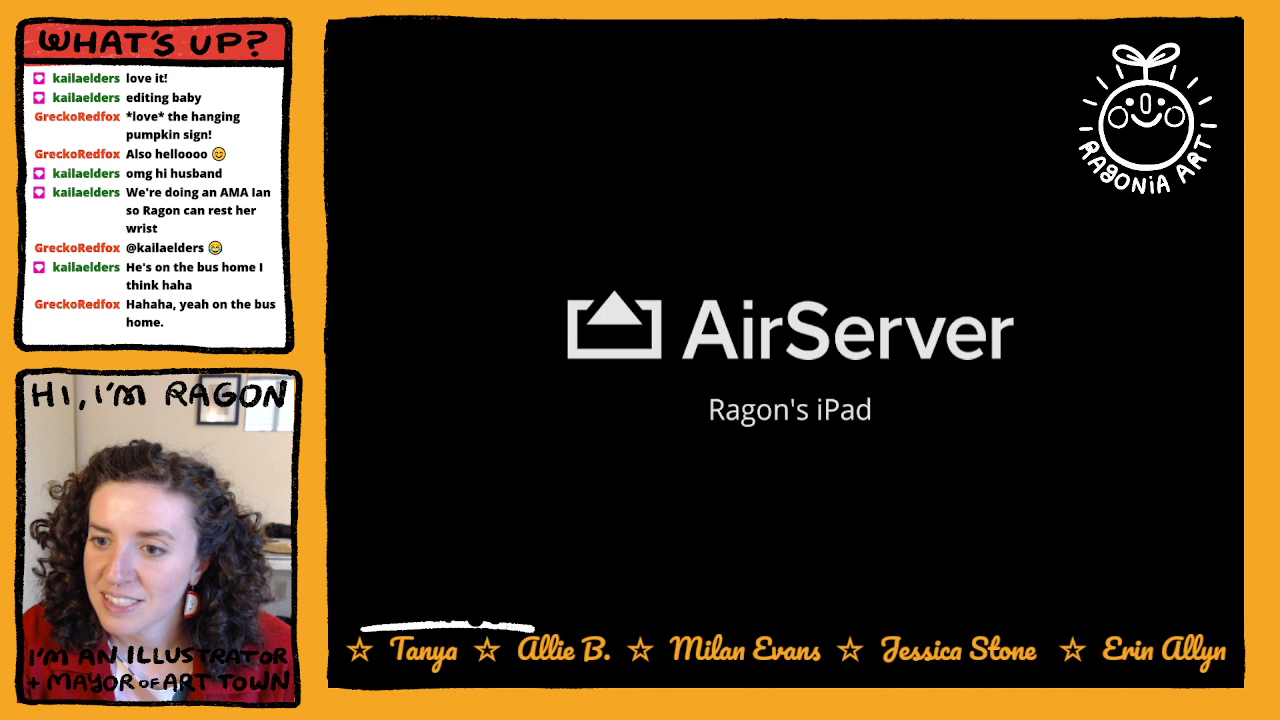 WHAT'S UP?
kailaelders love it!
kailaelders editing baby
GreckoRedfox *love* the hanging
pumpkin sign!
GreckoRedfox Also helloooo 😊
kailaelders omg hi husband
kailaelders We're doing an AMA Ian
so Ragon can rest her
wrist
GreckoRedfox @kailaelders 😂
kailaelders He's on the bus home I
think haha
GreckoRedfox Hahaha, yeah on the bus
home.
HI, I'M RAGON
I'M AN ILLUSTRATOR
+ MAYOR OF ART TOWN
RAGONIA ART
AirServer
Ragon's iPad
☆ Tanya ☆ Allie B. ☆ Milan Evans ☆ Jessica Stone ☆ Erin Allyn